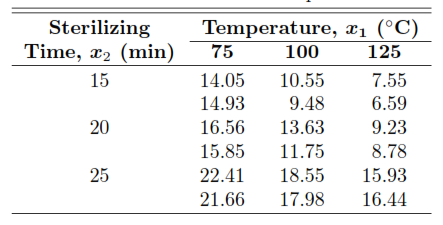 Sterilizing Temperature, x₁ (°C)
Time, x₂ (min) 75 100 125
15 14.05 10.55 7.55
14.93 9.48 6.59
20 16.56 13.63 9.23
15.85 11.75 8.78
25 22.41 18.55 15.93
21.66 17.98 16.44